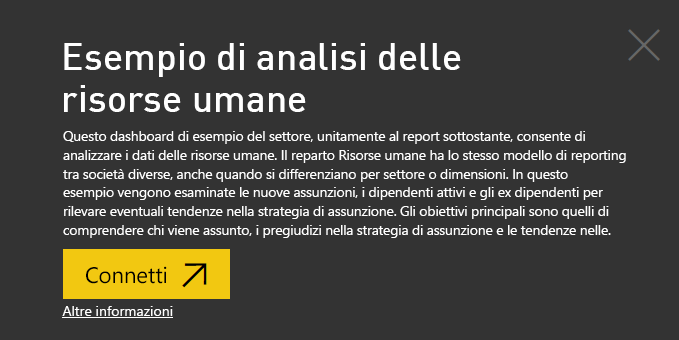 Esempio di analisi delle
risorse umane
Questo dashboard di esempio del settore, unitamente al report sottostante, consente di
analizzare i dati delle risorse umane. Il reparto Risorse umane ha lo stesso modello di reporting
tra società diverse, anche quando si differenziano per settore o dimensioni. In questo
esempio vengono esaminate le nuove assunzioni, i dipendenti attivi e gli ex dipendenti per
rilevare eventuali tendenze nella strategia di assunzione. Gli obiettivi principali sono quelli di
comprendere chi viene assunto, i pregiudizi nella strategia di assunzione e le tendenze nelle.
Connetti
Altre informazioni